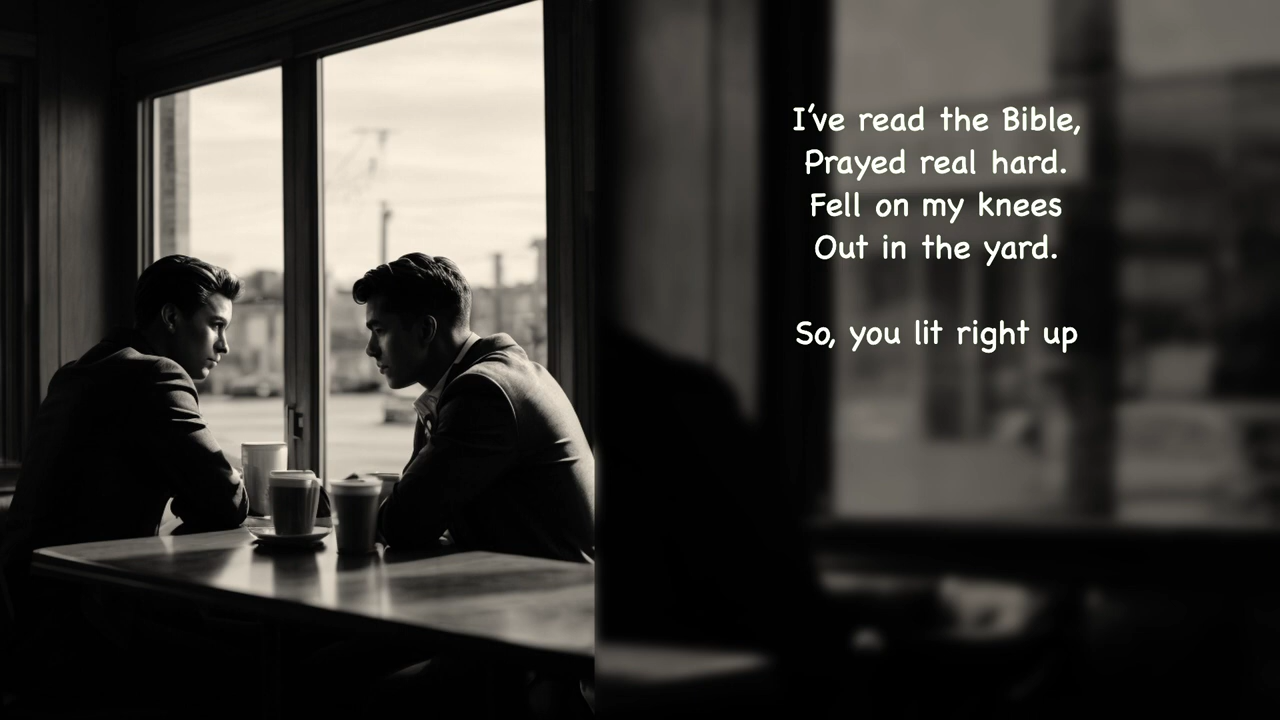 I've read the Bible,
Prayed real hard.
Fell on my knees
Out in the yard.
So, you lit right up